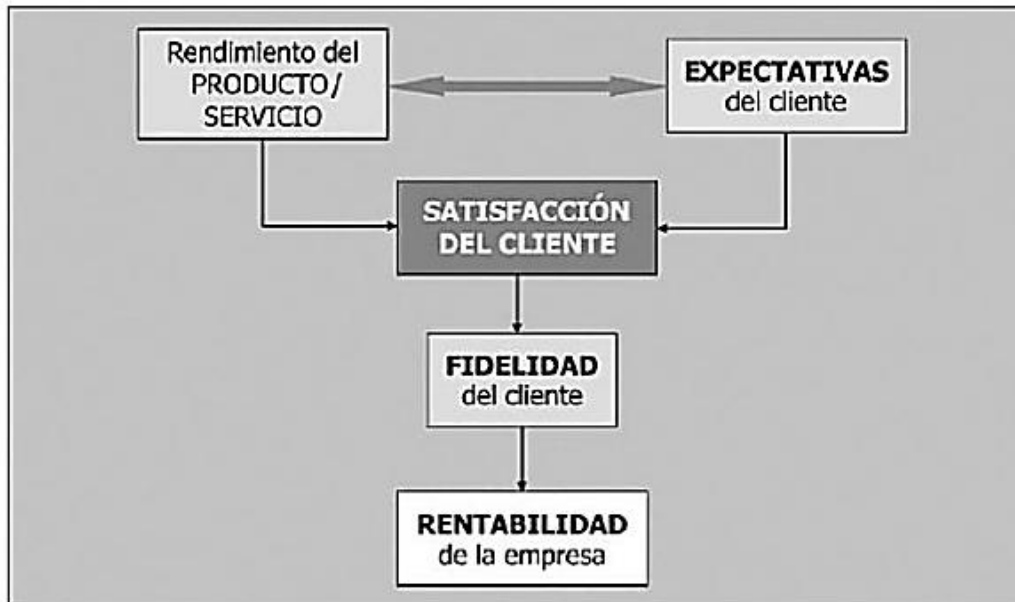 Rendimiento del
PRODUCTO/
SERVICIO
EXPECTATIVAS
del cliente
SATISFACCIÓN
DEL CLIENTE
FIDELIDAD
del cliente
RENTABILIDAD
de la empresa